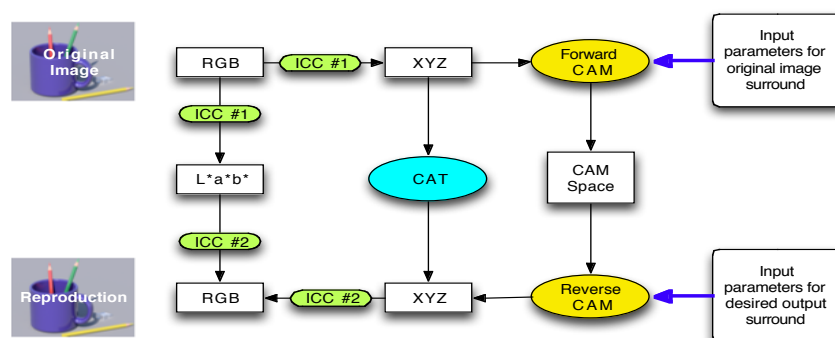 Original
Image
RGB
ICC #1
XYZ
Forward
CAM
Input
parameters for
original image
surround
ICC #1
L*a*b*
CAT
CAM
Space
ICC #2
Reproduction
RGB
ICC #2
XYZ
Reverse
CAM
Input
parameters for
desired output
surround